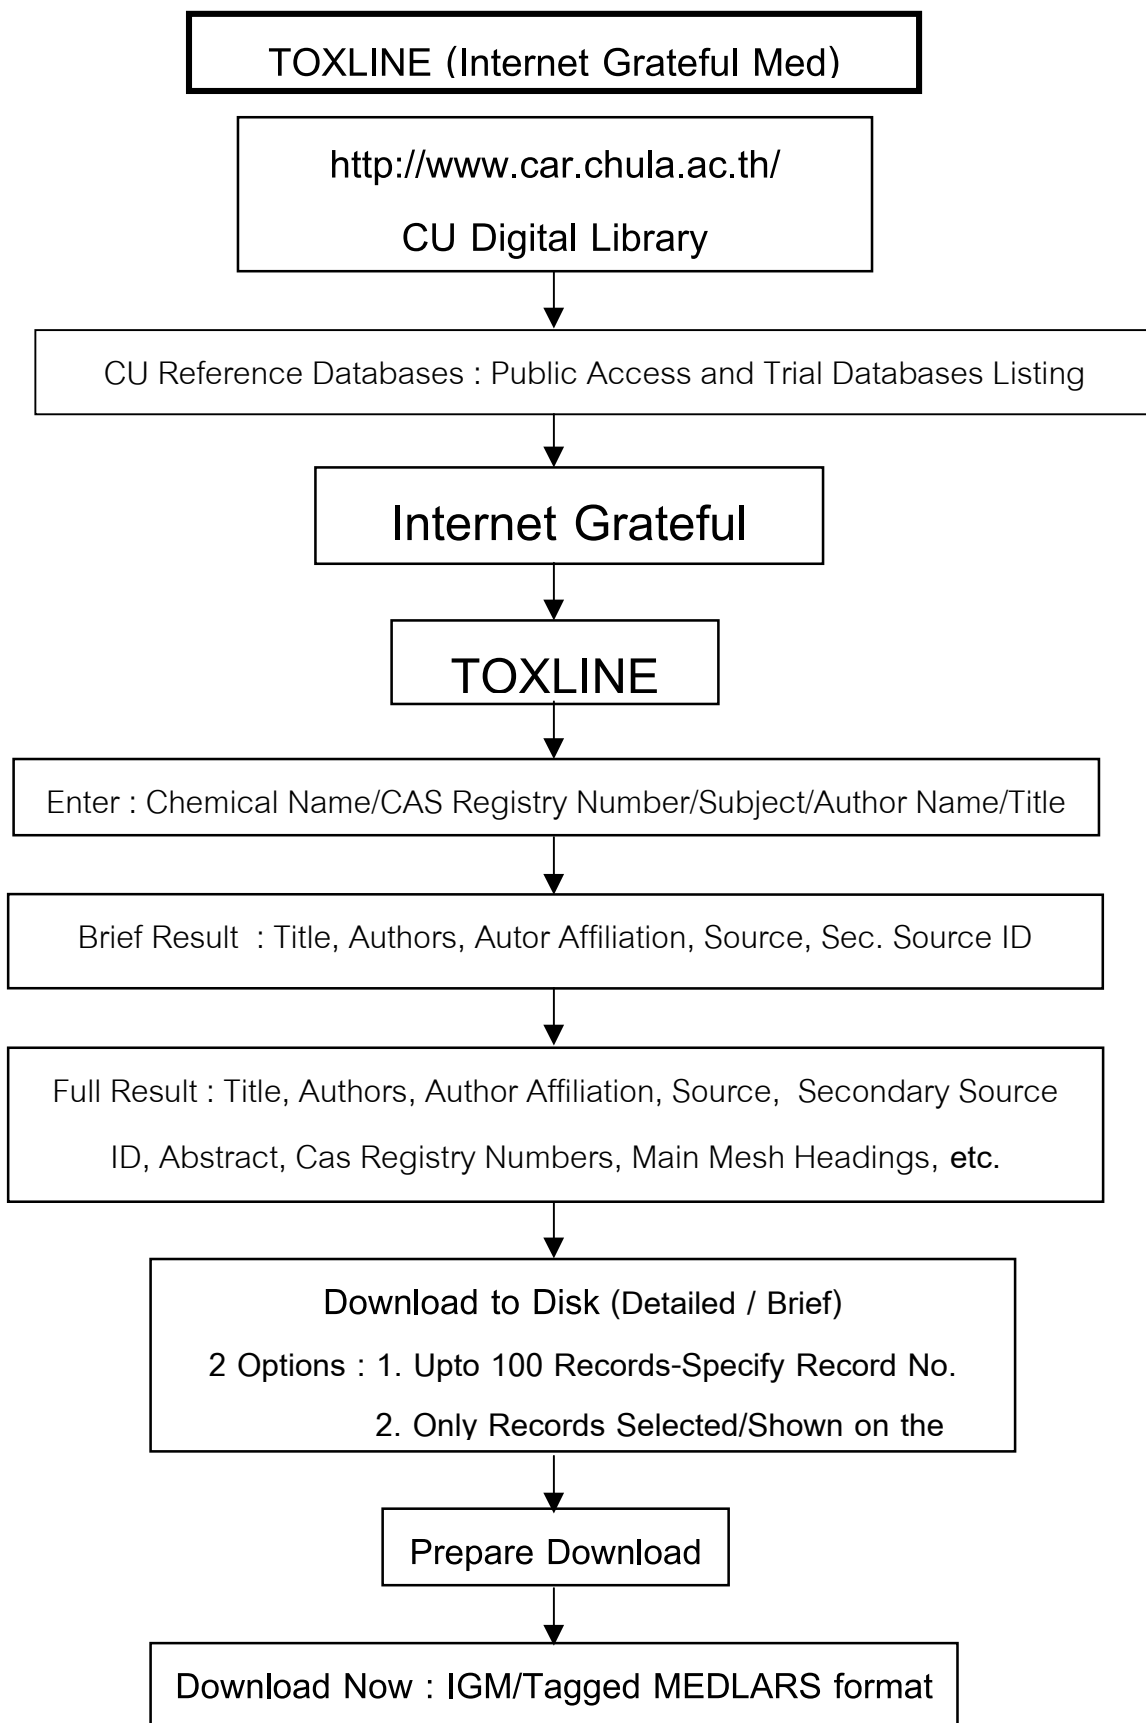 TOXLINE (Internet Grateful Med)
http://www.car.chula.ac.th/
CU Digital Library
CU Reference Databases : Public Access and Trial Databases Listing
Internet Grateful
TOXLINE
Enter : Chemical Name/CAS Registry Number/Subject/Author Name/Title
Brief Result : Title, Authors, Autor Affiliation, Source, Sec. Source ID
Full Result : Title, Authors, Author Affiliation, Source, Secondary Source
ID, Abstract, Cas Registry Numbers, Main Mesh Headings, etc.
Download to Disk (Detailed / Brief)
2 Options : 1. Upto 100 Records-Specify Record No.
2. Only Records Selected/Shown on the
Prepare Download
Download Now : IGM/Tagged MEDLARS format